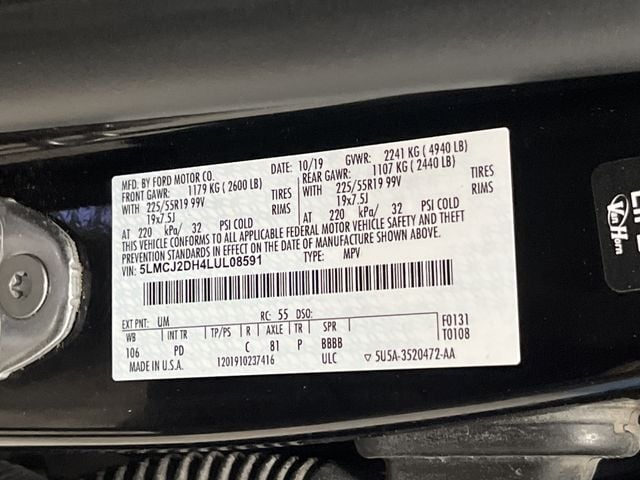 MFD. BY FORD MOTOR CO. DATE: 10/19 GVWR: 2241 KG ( 4940 LB)
FRONT GAWR: 1179 KG ( 2600 LB) REAR GAWR: 1107 KG ( 2440 LB)
WITH 225/55R19 99V TIRES WITH 225/55R19 99V TIRES
19x7.5J RIMS 19x7.5J RIMS
AT 220 kPa/ 32 PSI COLD AT 220 kPa/ 32 PSI COLD
THIS VEHICLE CONFORMS TO ALL APPLICABLE FEDERAL MOTOR VEHICLE SAFETY AND THEFT
PREVENTION STANDARDS IN EFFECT ON THE DATE OF MANUFACTURE SHOWN ABOVE.
VIN: 5LMCJ2DH4LUL08591 TYPE: MPV
EXT PNT: UM RC: 55 DSO: F0131
WB INT TR TP/PS R AXLE TR SPR T0108
106 PD C 81 P BBBB
MADE IN U.S.A. 1201910237416 ULC ▽ 5U5A-3520472-AA
Van Horn